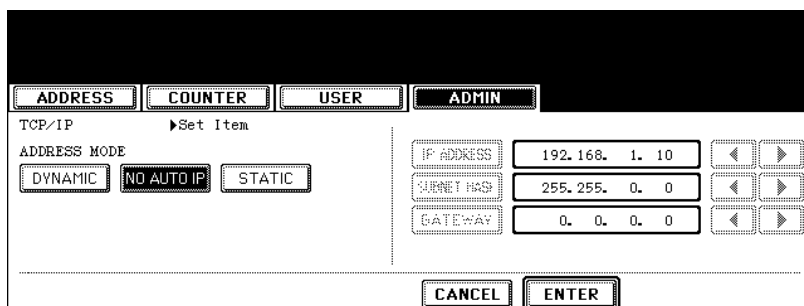 ADDRESS COUNTER USER ADMIN
TCP/IP ▶Set Item
ADDRESS MODE
DYNAMIC NO AUTO IP STATIC
IP ADDRESS 192.168. 1. 10
SUBNET MASK 255.255. 0. 0
GATEWAY 0. 0. 0. 0
CANCEL ENTER